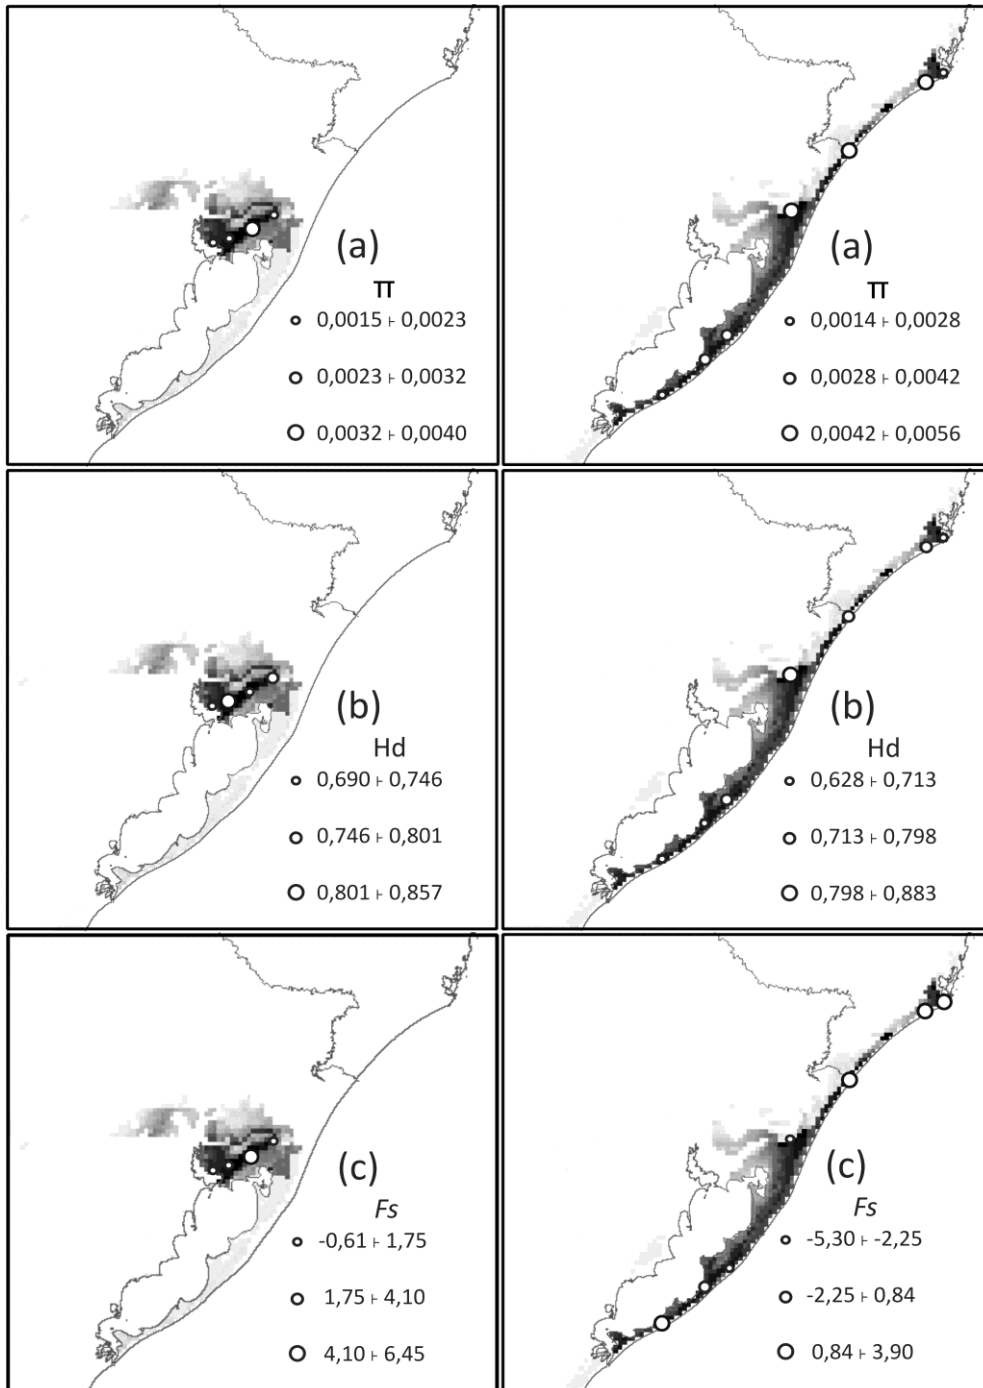 (a)
π
0,0015 ⊢ 0,0023
0,0023 ⊢ 0,0032
0,0032 ⊢ 0,0040
(a)
π
0,0014 ⊢ 0,0028
0,0028 ⊢ 0,0042
0,0042 ⊢ 0,0056
(b)
Hd
0,690 ⊢ 0,746
0,746 ⊢ 0,801
0,801 ⊢ 0,857
(b)
Hd
0,628 ⊢ 0,713
0,713 ⊢ 0,798
0,798 ⊢ 0,883
(c)
Fs
-0,61 ⊢ 1,75
1,75 ⊢ 4,10
4,10 ⊢ 6,45
(c)
Fs
-5,30 ⊢ -2,25
-2,25 ⊢ 0,84
0,84 ⊢ 3,90